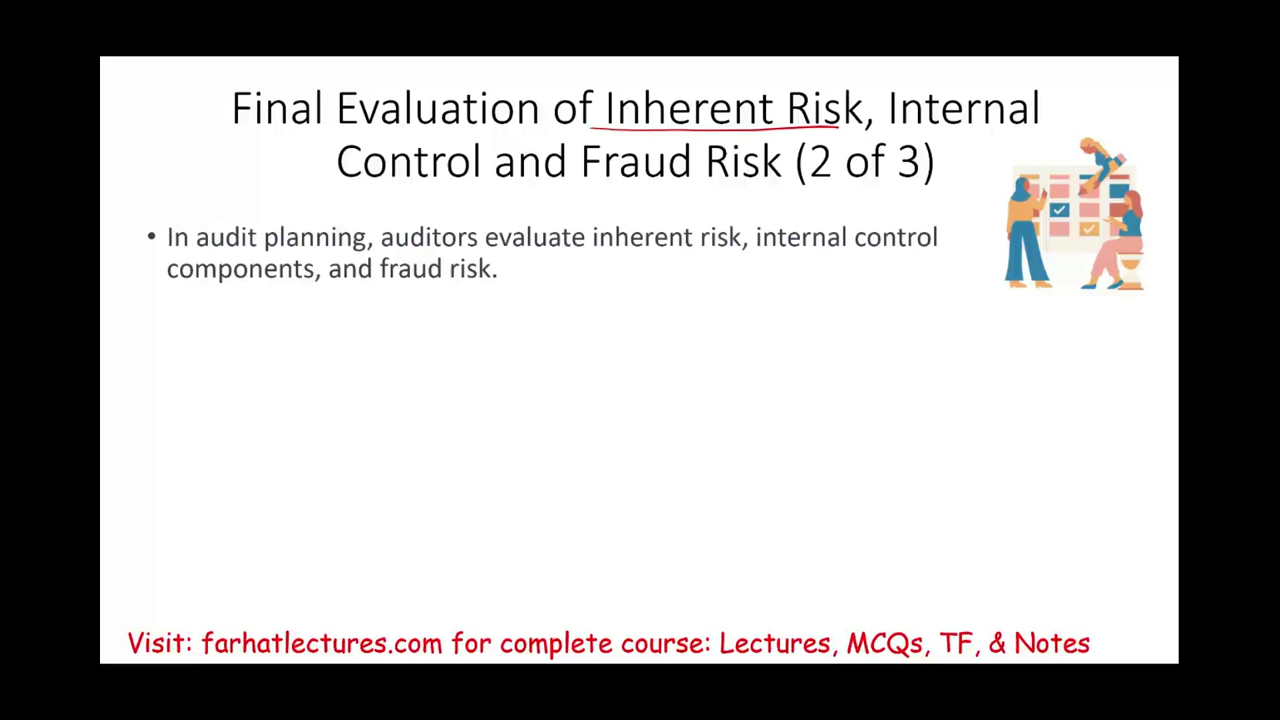 Final Evaluation of Inherent Risk, Internal
Control and Fraud Risk (2 of 3)
• In audit planning, auditors evaluate inherent risk, internal control
components, and fraud risk.
Visit: farhatlectures.com for complete course: Lectures, MCQs, TF, & Notes